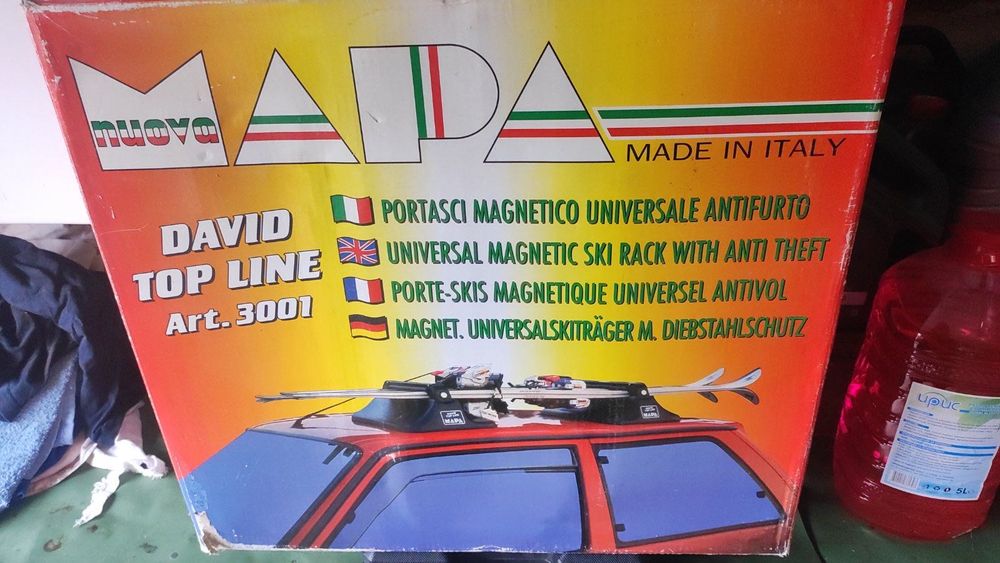 nuova
MAPA
MADE IN ITALY
DAVID
TOP LINE
Art. 3001
PORTASCI MAGNETICO UNIVERSALE ANTIFURTO
UNIVERSAL MAGNETIC SKI RACK WITH ANTI THEFT
PORTE-SKIS MAGNETIQUE UNIVERSEL ANTIVOL
MAGNET. UNIVERSALSKITRÄGER M. DIEBSTAHLSCHUTZ
MAPA
5L